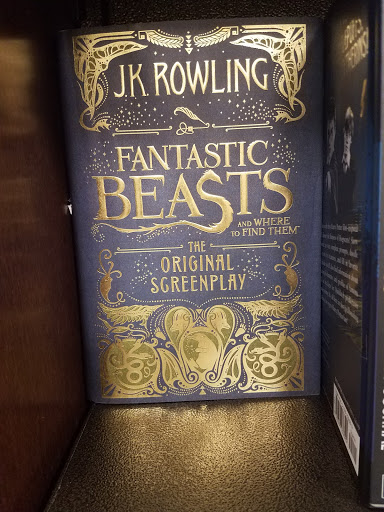 J.K. ROWLING
FANTASTIC
BEASTS
AND WHERE
TO FIND THEM
THE
ORIGINAL
SCREENPLAY